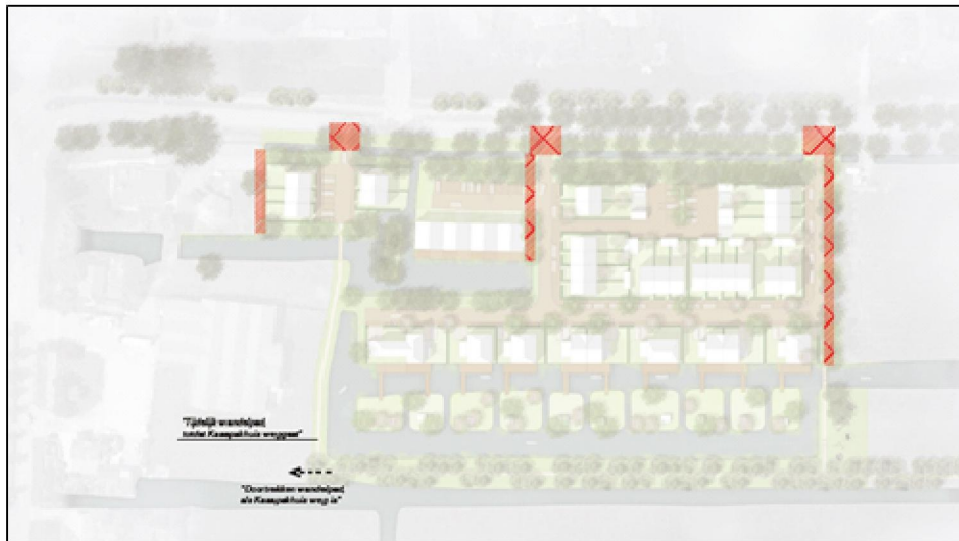 "Tijdelijk wandelpad
totdat Kaaspakhuis weggaat"
"Doortrekken wandelpad
als Kaaspakhuis weg is"